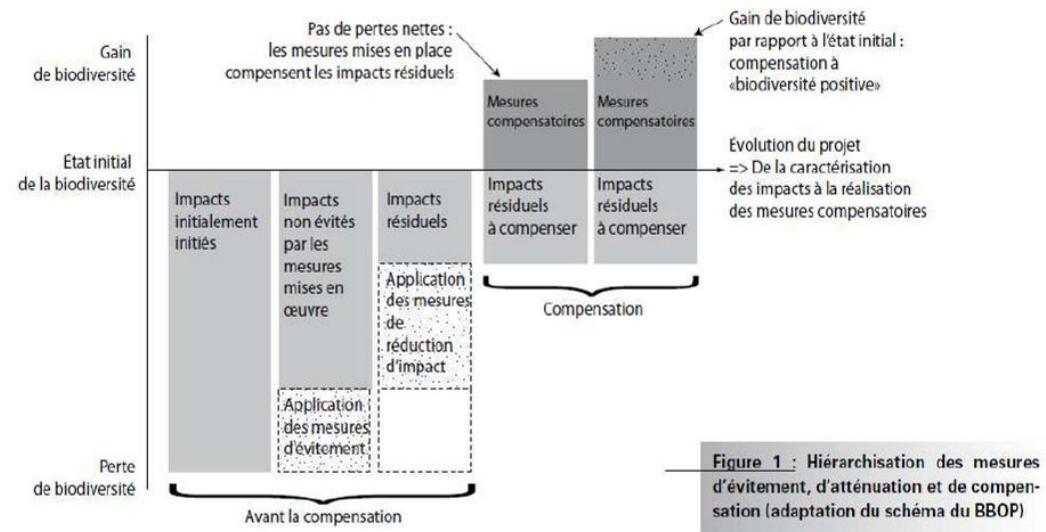 Gain
de biodiversité
État initial
de la biodiversité
Perte
de biodiversité
Pas de pertes nettes :
les mesures mises en place
compensent les impacts résiduels
Gain de biodiversité
par rapport à l'état initial :
compensation à
«biodiversité positive»
Mesures
compensatoires
Mesures
compensatoires
Évolution du projet
=> De la caractérisation
des impacts à la réalisation
des mesures compensatoires
Impacts
initialement
initiés
Impacts
non évités
par les
mesures
mises en
œuvre
Impacts
résiduels
Impacts
résiduels
à compenser
Impacts
résiduels
à compenser
Application
des mesures
de
réduction
d'impact
Application
des mesures
d'évitement
Compensation
Avant la compensation
Figure 1 : Hiérarchisation des mesures
d'évitement, d'atténuation et de compen-
sation (adaptation du schéma du BBOP)